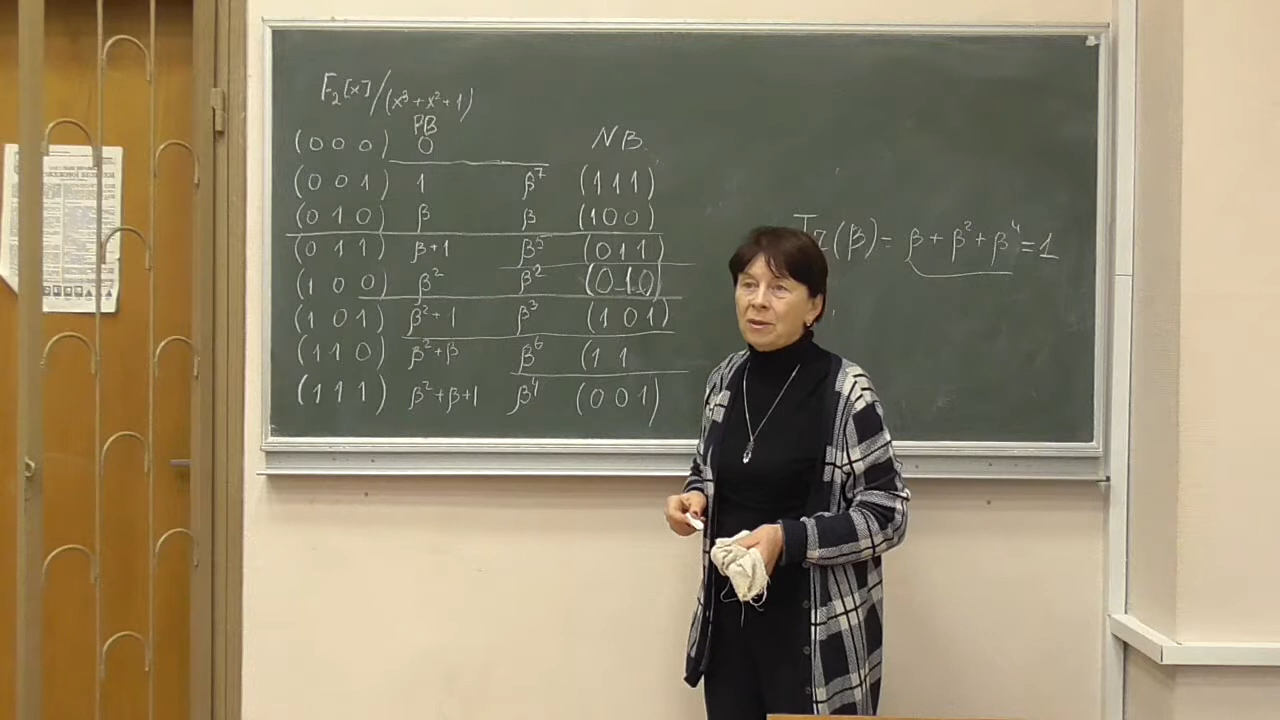 F₂[x]/(x³+x²+1)
PB
NB.
(0 0 0) 0
(0 0 1) 1 β⁷ (1 1 1)
(0 1 0) β β (1 0 0)
(0 1 1) β+1 β⁵ (0 1 1)
(1 0 0) β² β² (0 1 0)
(1 0 1) β²+1 β³ (1 0 1)
(1 1 0) β²+β β⁶ (1 1
(1 1 1) β²+β+1 β⁴ (0 0 1)
Tr(β)= β+β²+β⁴=1